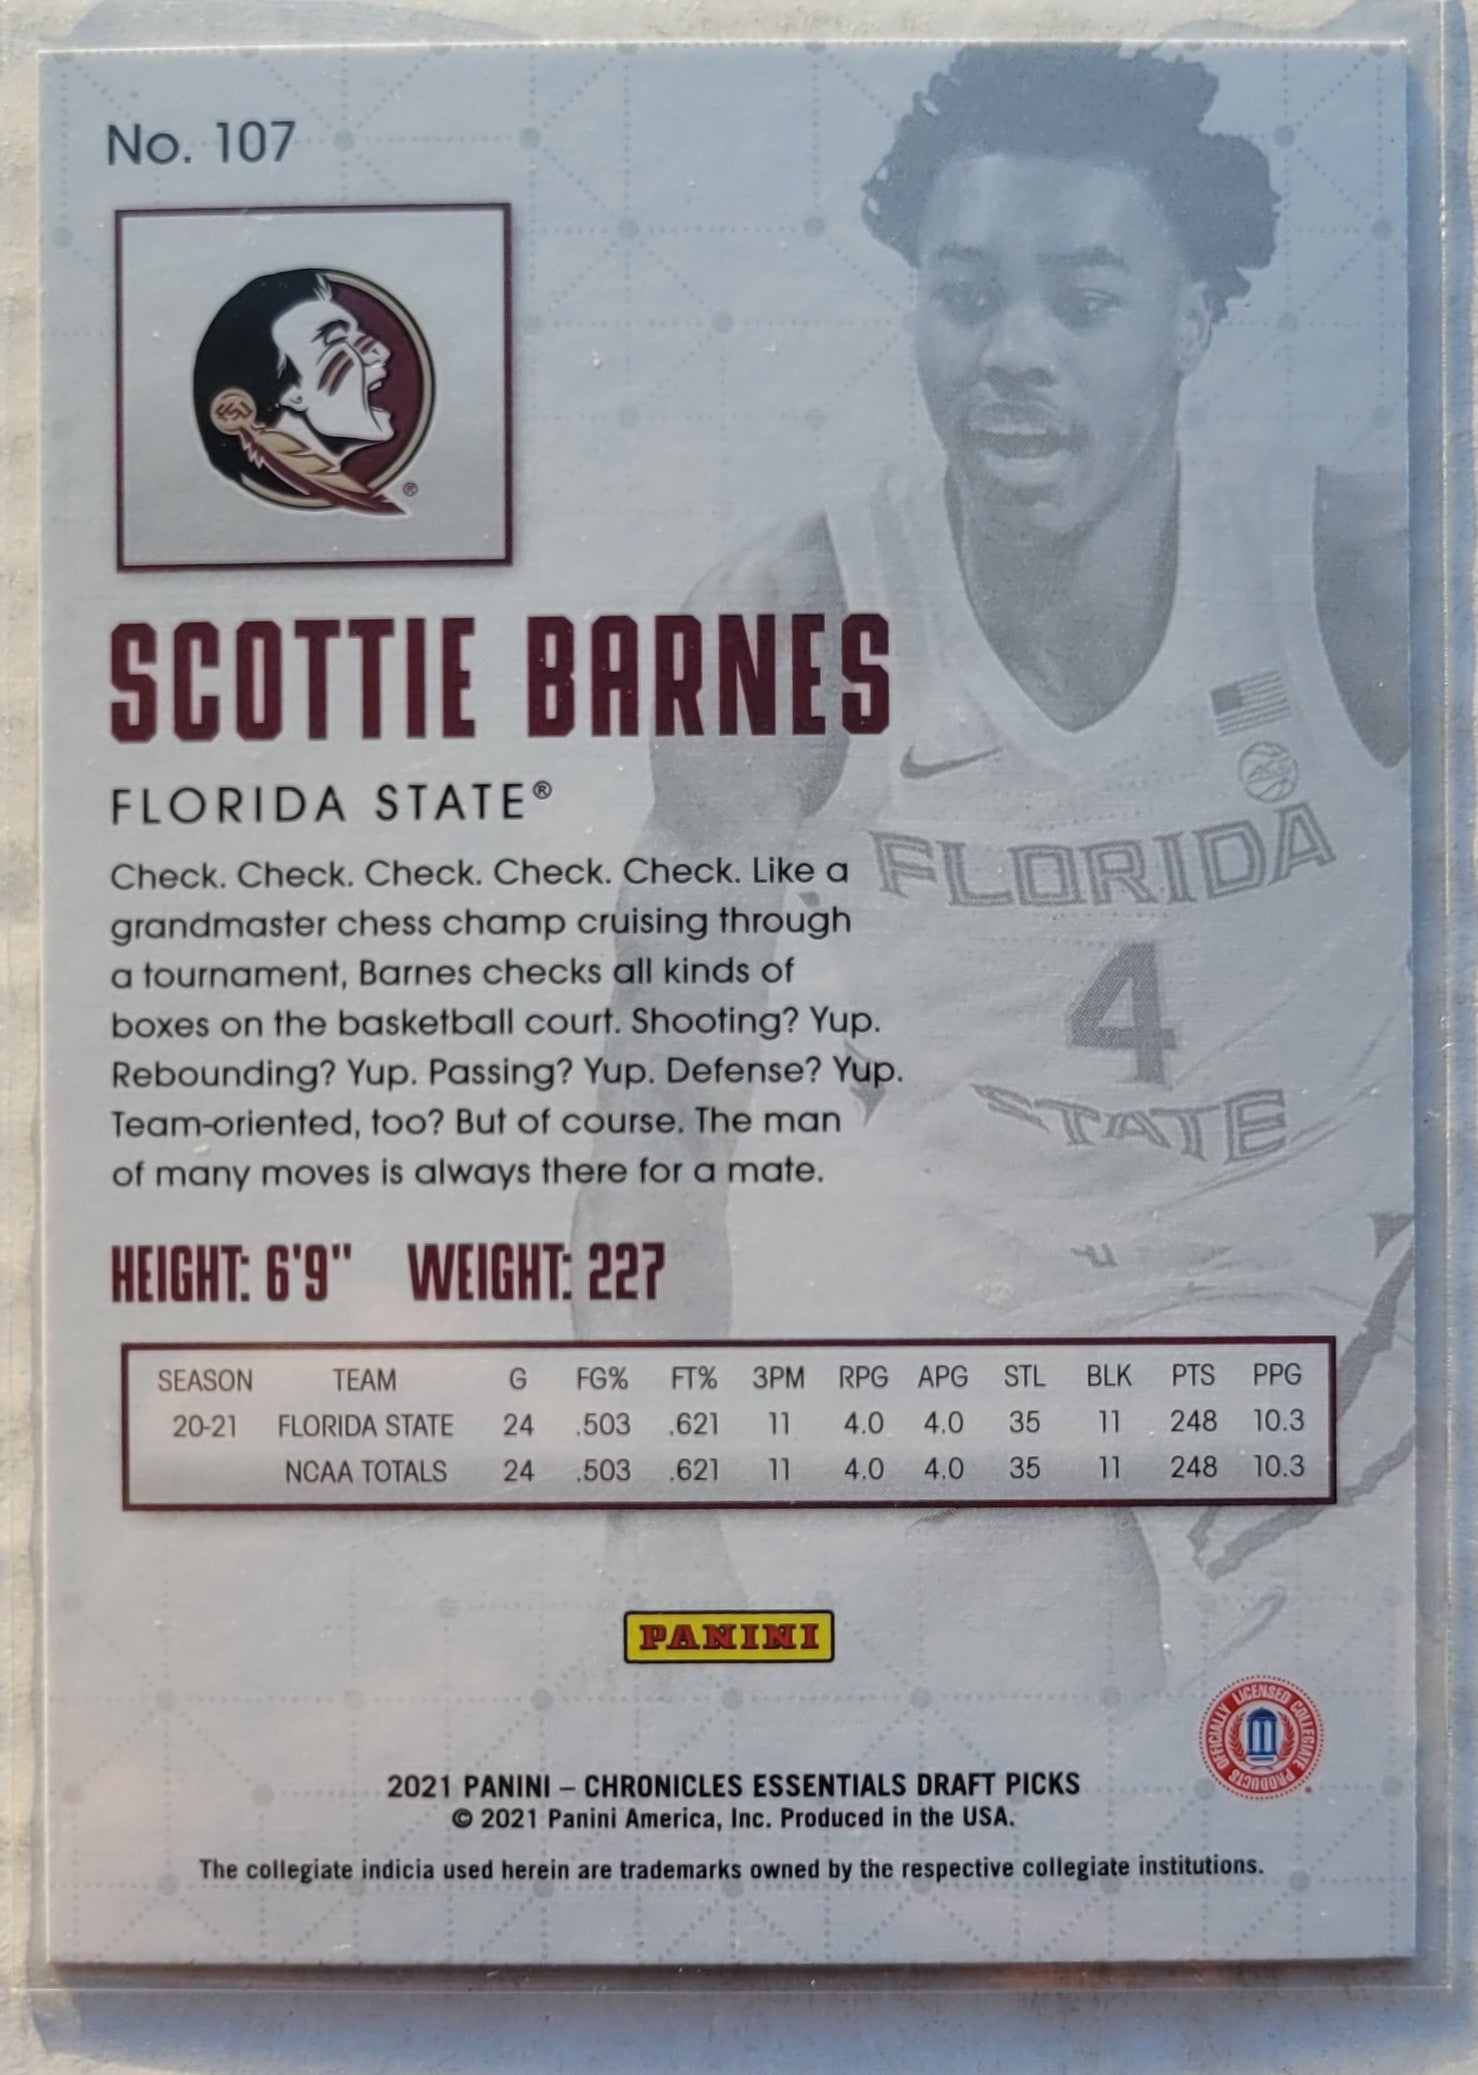 No. 107
FSU
®
SCOTTIE BARNES
FLORIDA STATE®
Check. Check. Check. Check. Check. Like a
grandmaster chess champ cruising through
a tournament, Barnes checks all kinds of
boxes on the basketball court. Shooting? Yup.
Rebounding? Yup. Passing? Yup. Defense? Yup.
Team-oriented, too? But of course. The man
of many moves is always there for a mate.
FLORIDA
4
STATE
HEIGHT: 6'9" WEIGHT: 227
SEASON TEAM G FG% FT% 3PM RPG APG STL BLK PTS PPG
20-21 FLORIDA STATE 24 .503 .621 11 4.0 4.0 35 11 248 10.3
NCAA TOTALS 24 .503 .621 11 4.0 4.0 35 11 248 10.3
PANINI
OFFICIALLY LICENSED COLLEGIATE PRODUCTS
2021 PANINI – CHRONICLES ESSENTIALS DRAFT PICKS
© 2021 Panini America, Inc. Produced in the USA.
The collegiate indicia used herein are trademarks owned by the respective collegiate institutions.